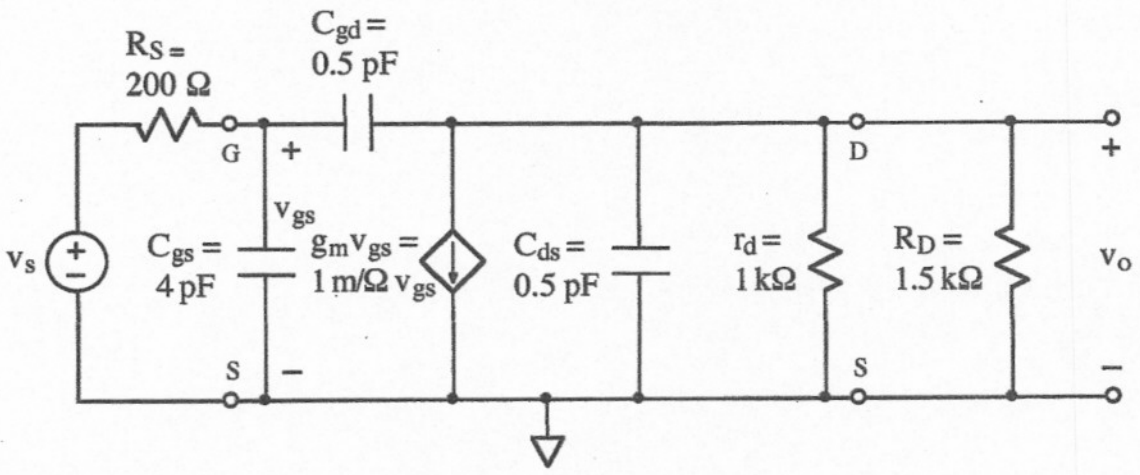 C_gd =
0.5 pF
R_S =
200 Ω
G
+
D
+
v_gs
v_s
+
−
C_gs =
4 pF
g_m v_gs =
1 m/Ω v_gs
C_ds =
0.5 pF
r_d =
1 kΩ
R_D =
1.5 kΩ
v_o
S
−
S
−